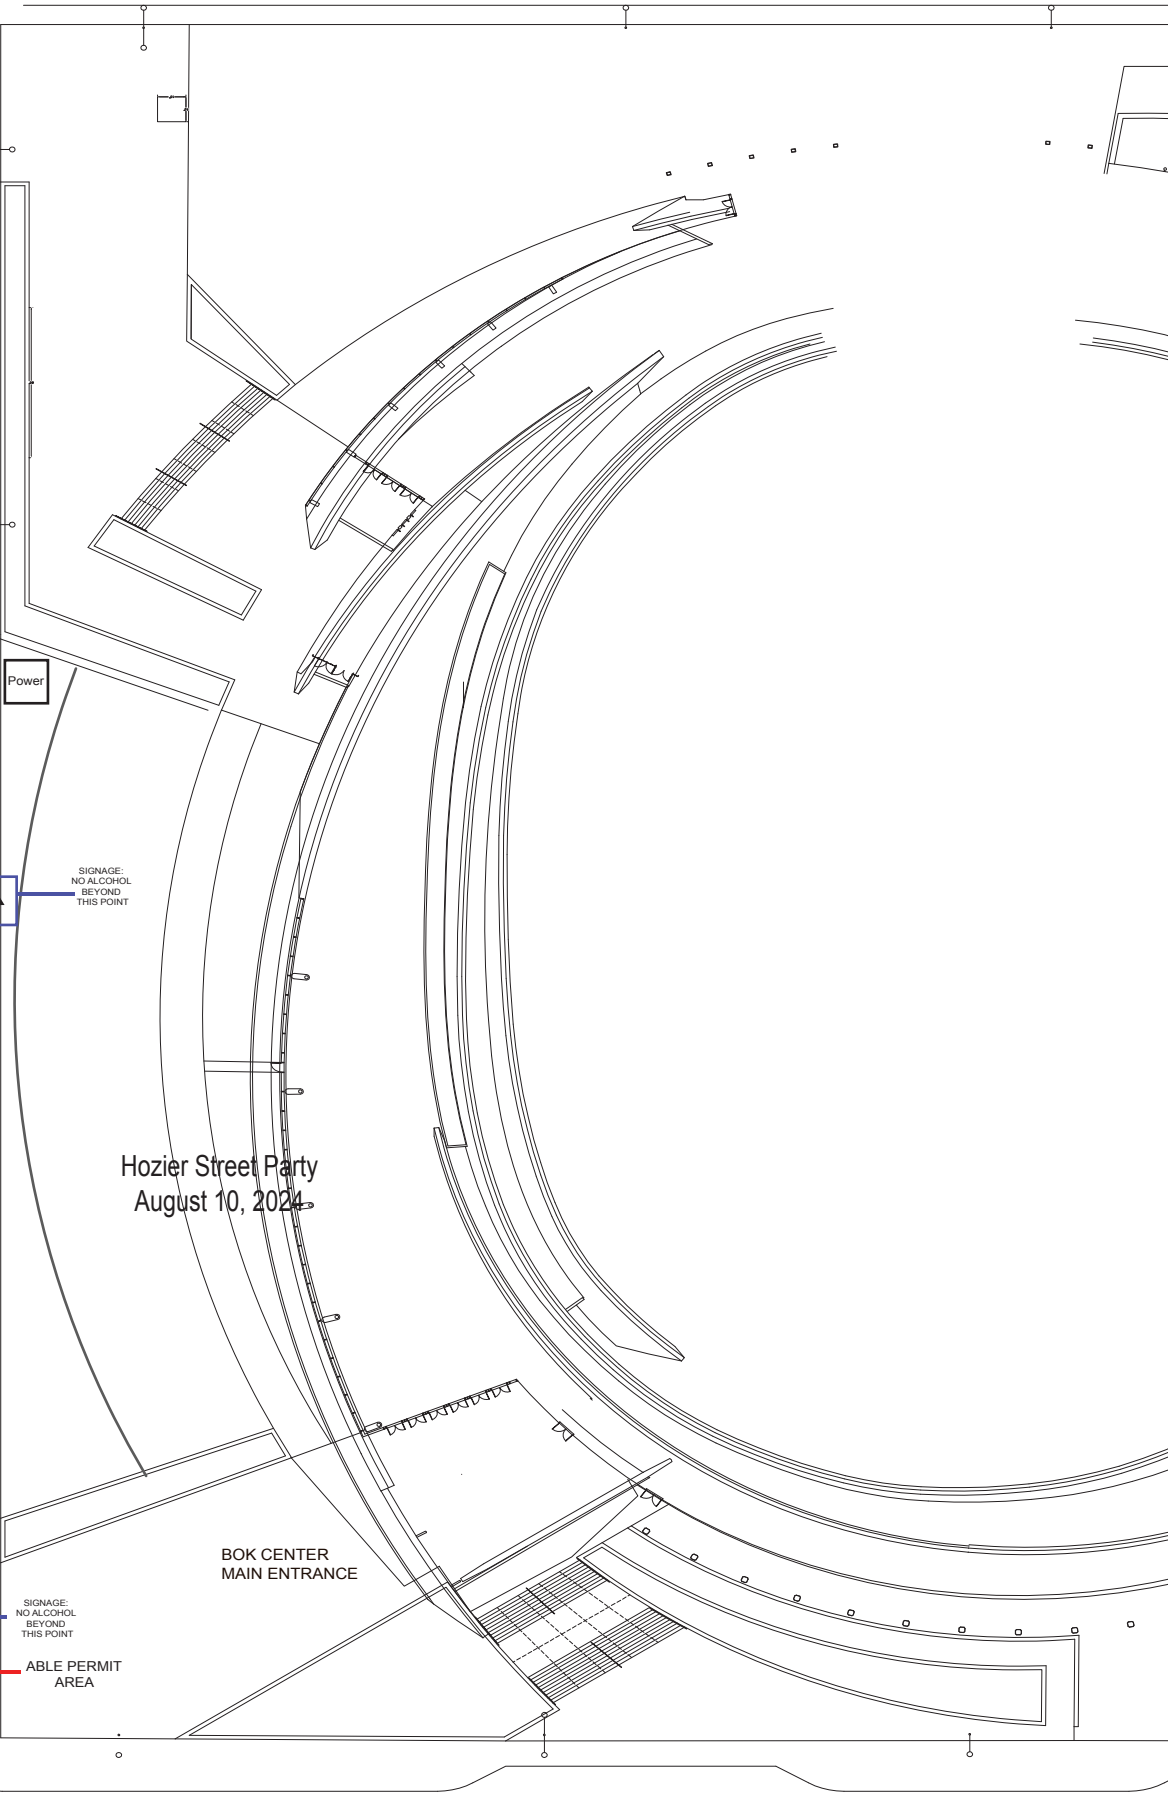 Power
SIGNAGE:
NO ALCOHOL
BEYOND
THIS POINT
Hozier Street Party
August 10, 2024
BOK CENTER
MAIN ENTRANCE
SIGNAGE:
NO ALCOHOL
BEYOND
THIS POINT
ABLE PERMIT
AREA